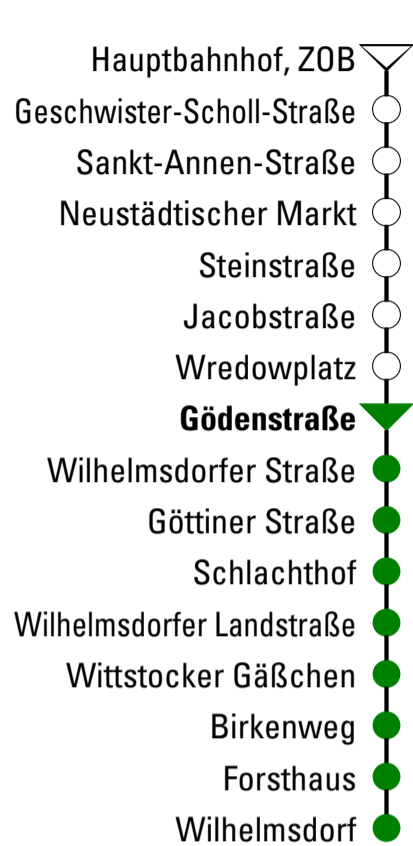 Hauptbahnhof, ZOB
Geschwister-Scholl-Straße
Sankt-Annen-Straße
Neustädtischer Markt
Steinstraße
Jacobstraße
Wredowplatz
Gödenstraße
Wilhelmsdorfer Straße
Göttiner Straße
Schlachthof
Wilhelmsdorfer Landstraße
Wittstocker Gäßchen
Birkenweg
Forsthaus
Wilhelmsdorf